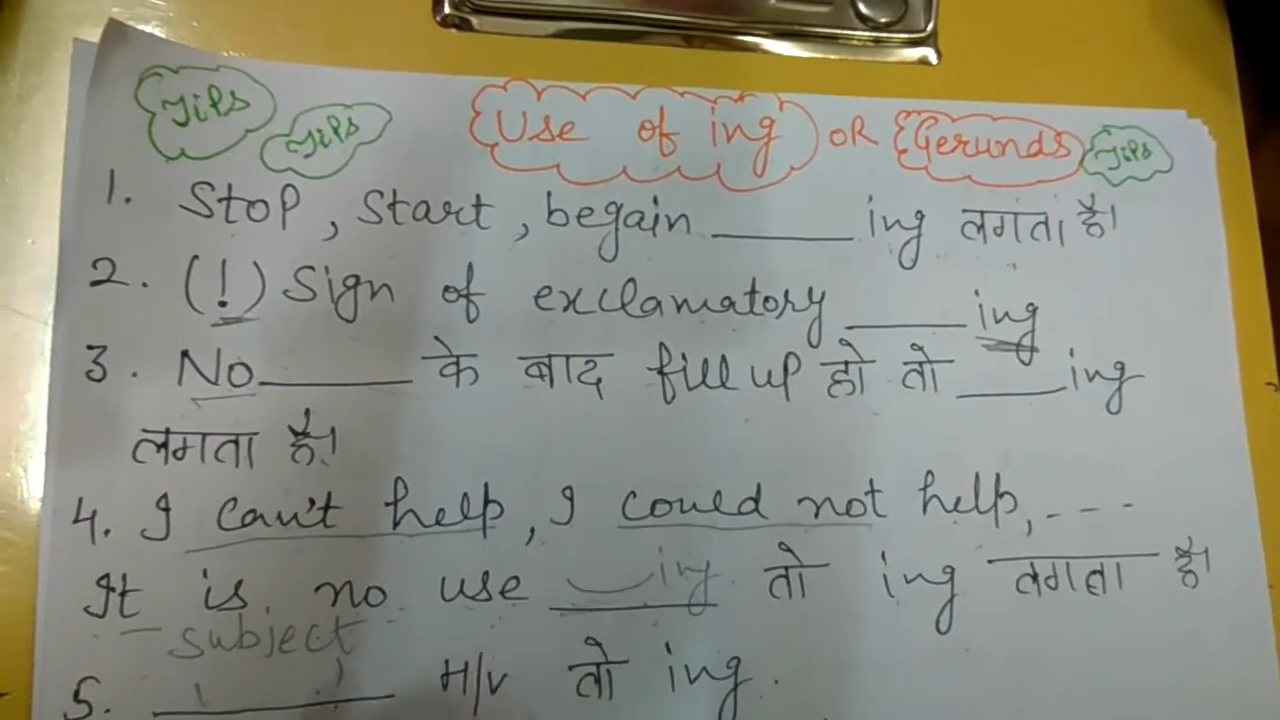 Tips Tips Use of ing OR Gerunds Tips
1. Stop, Start, begain ______ ing लगता है।
2. (!) Sign of exclamatory ______ ing
3. No ______ के बाद fill up हो तो ______ ing
लगता है।
4. I can't help, I could not help, ---
It is no use ______ing तो ing लगता है।
subject
5. ______ H/V तो ing.